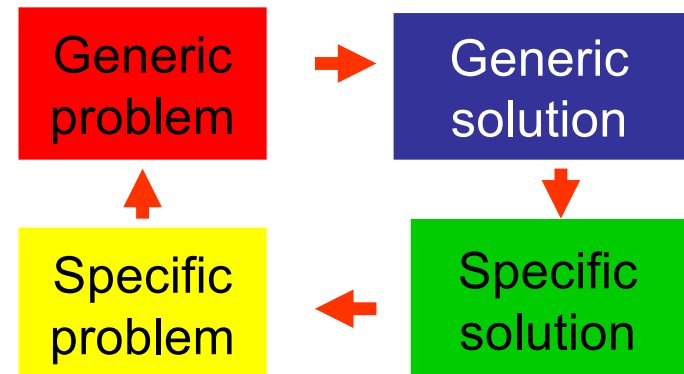 Generic
problem
Generic
solution
Specific
problem
Specific
solution